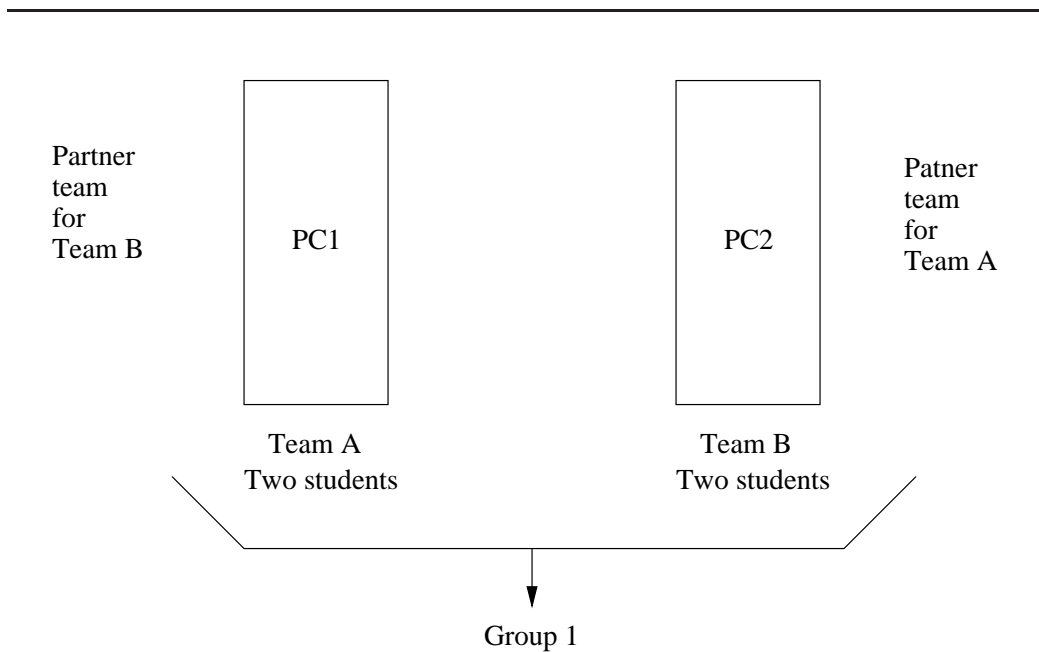 Partner
team
for
Team B
PC1
PC2
Patner
team
for
Team A
Team A
Two students
Team B
Two students
Group 1